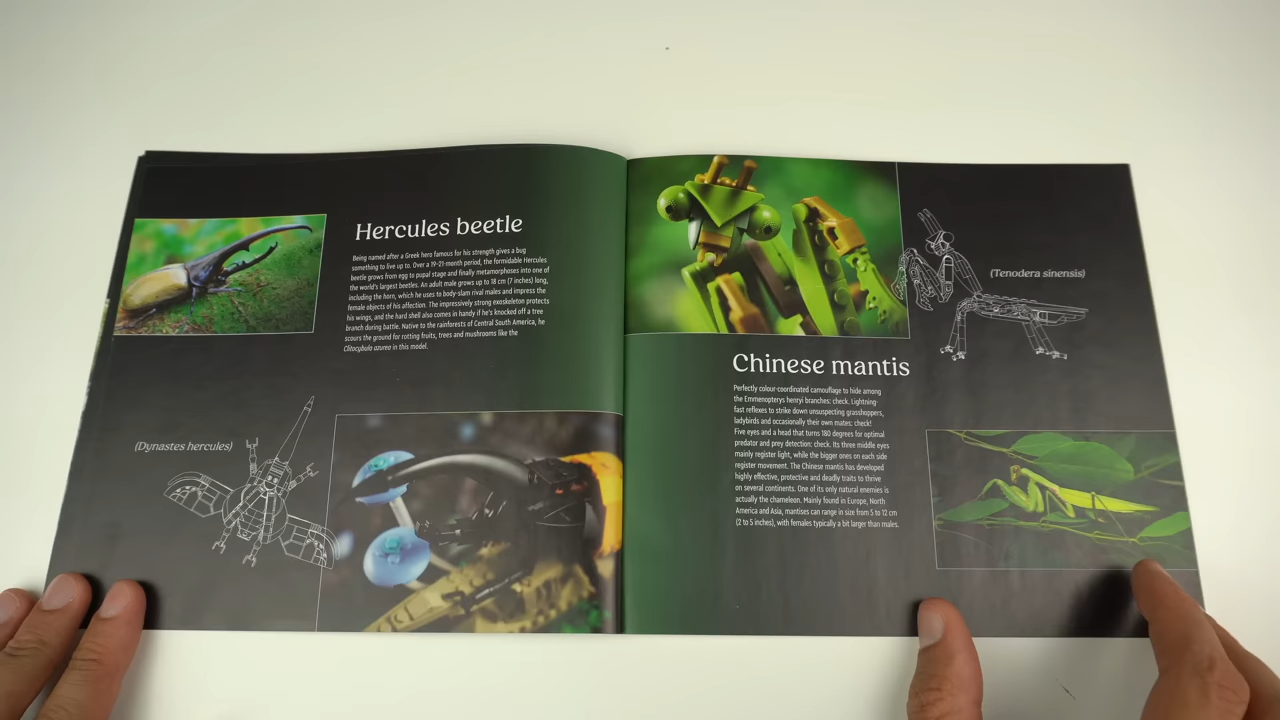 Hercules beetle
Being named after a Greek hero famous for his strength gives a bug
something to live up to. Over a 19-21-month period, the formidable Hercules
beetle grows from egg to pupal stage and finally metamorphoses into one of
the world's largest beetles. An adult male grows up to 18 cm (7 inches) long,
including the horn, which he uses to body-slam rival males and impress the
female objects of his affection. The impressively strong exoskeleton protects
his wings, and the hard shell also comes in handy if he's knocked off a tree
branch during battle. Native to the rainforests of Central South America, he
scours the ground for rotting fruits, trees and mushrooms like the
Clitocybula azurea in this model.
(Dynastes hercules)
(Tenodera sinensis)
Chinese mantis
Perfectly colour-coordinated camouflage to hide among
the Emmenopterys henryi branches: check. Lightning-
fast reflexes to strike down unsuspecting grasshoppers,
ladybirds and occasionally their own mates: check!
Five eyes and a head that turns 180 degrees for optimal
predator and prey detection: check. Its three middle eyes
mainly register light, while the bigger ones on each side
register movement. The Chinese mantis has developed
highly effective, protective and deadly traits to thrive
on several continents. One of its only natural enemies is
actually the chameleon. Mainly found in Europe, North
America and Asia, mantises can range in size from 5 to 12 cm
(2 to 5 inches), with females typically a bit larger than males.